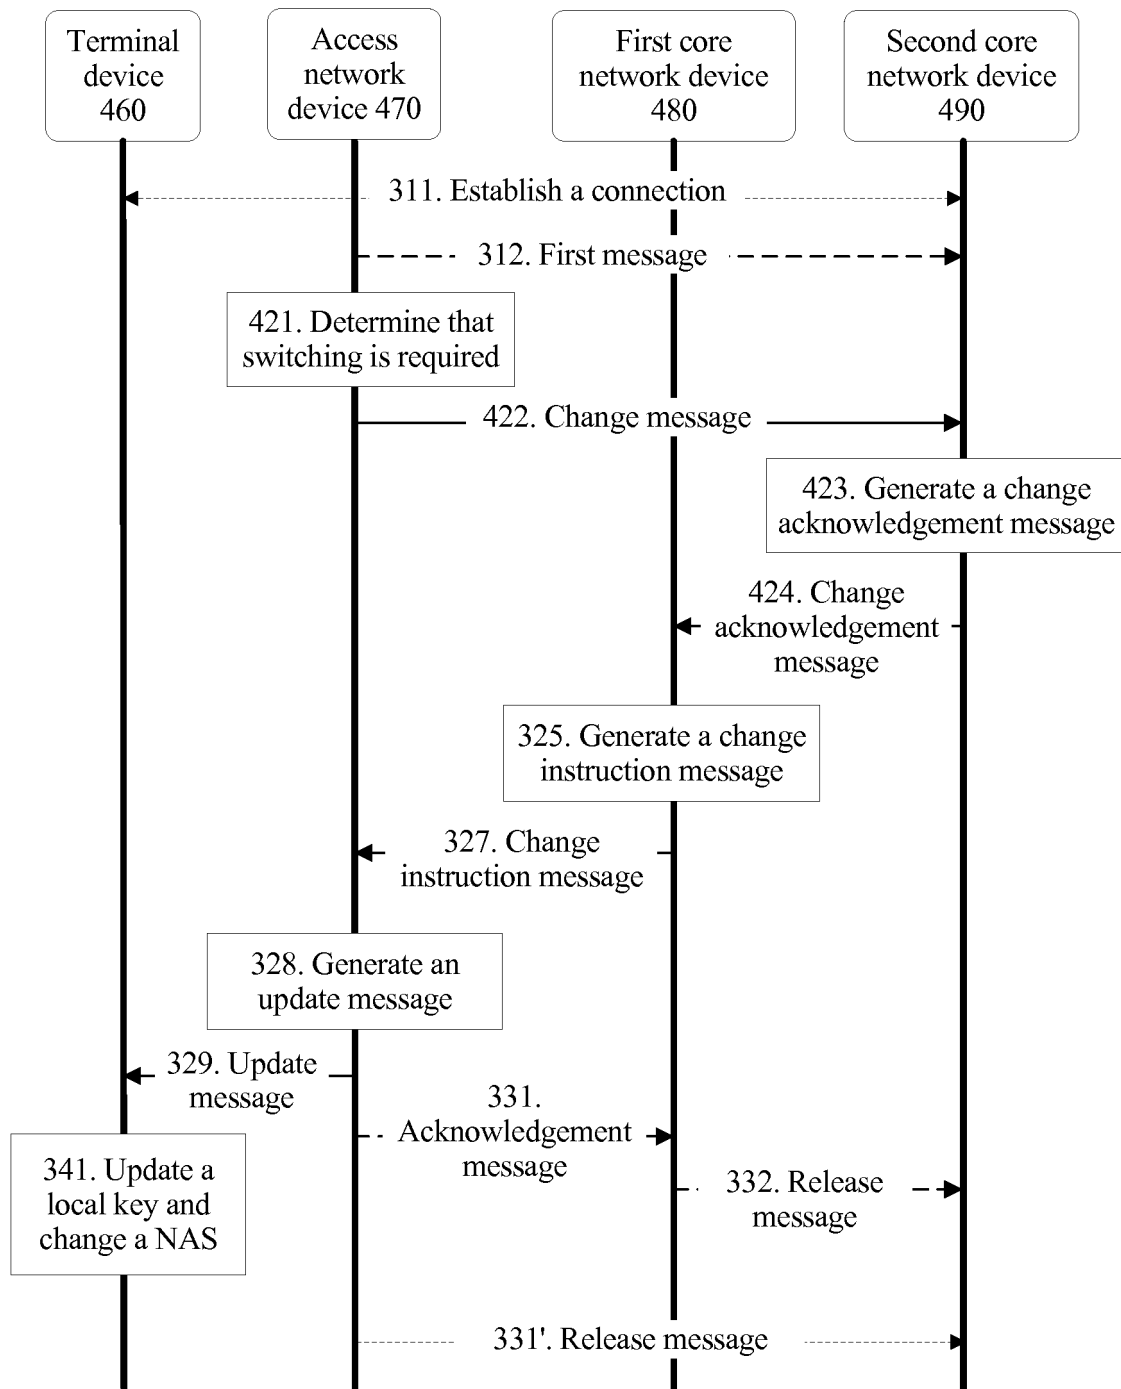 Terminal
device
460
Access
network
device 470
First core
network device
480
Second core
network device
490
311. Establish a connection
312. First message
421. Determine that
switching is required
422. Change message
423. Generate a change
acknowledgement message
424. Change
acknowledgement
message
325. Generate a change
instruction message
327. Change
instruction message
328. Generate an
update message
329. Update
message
331.
Acknowledgement
message
332. Release
message
341. Update a
local key and
change a NAS
331'. Release message